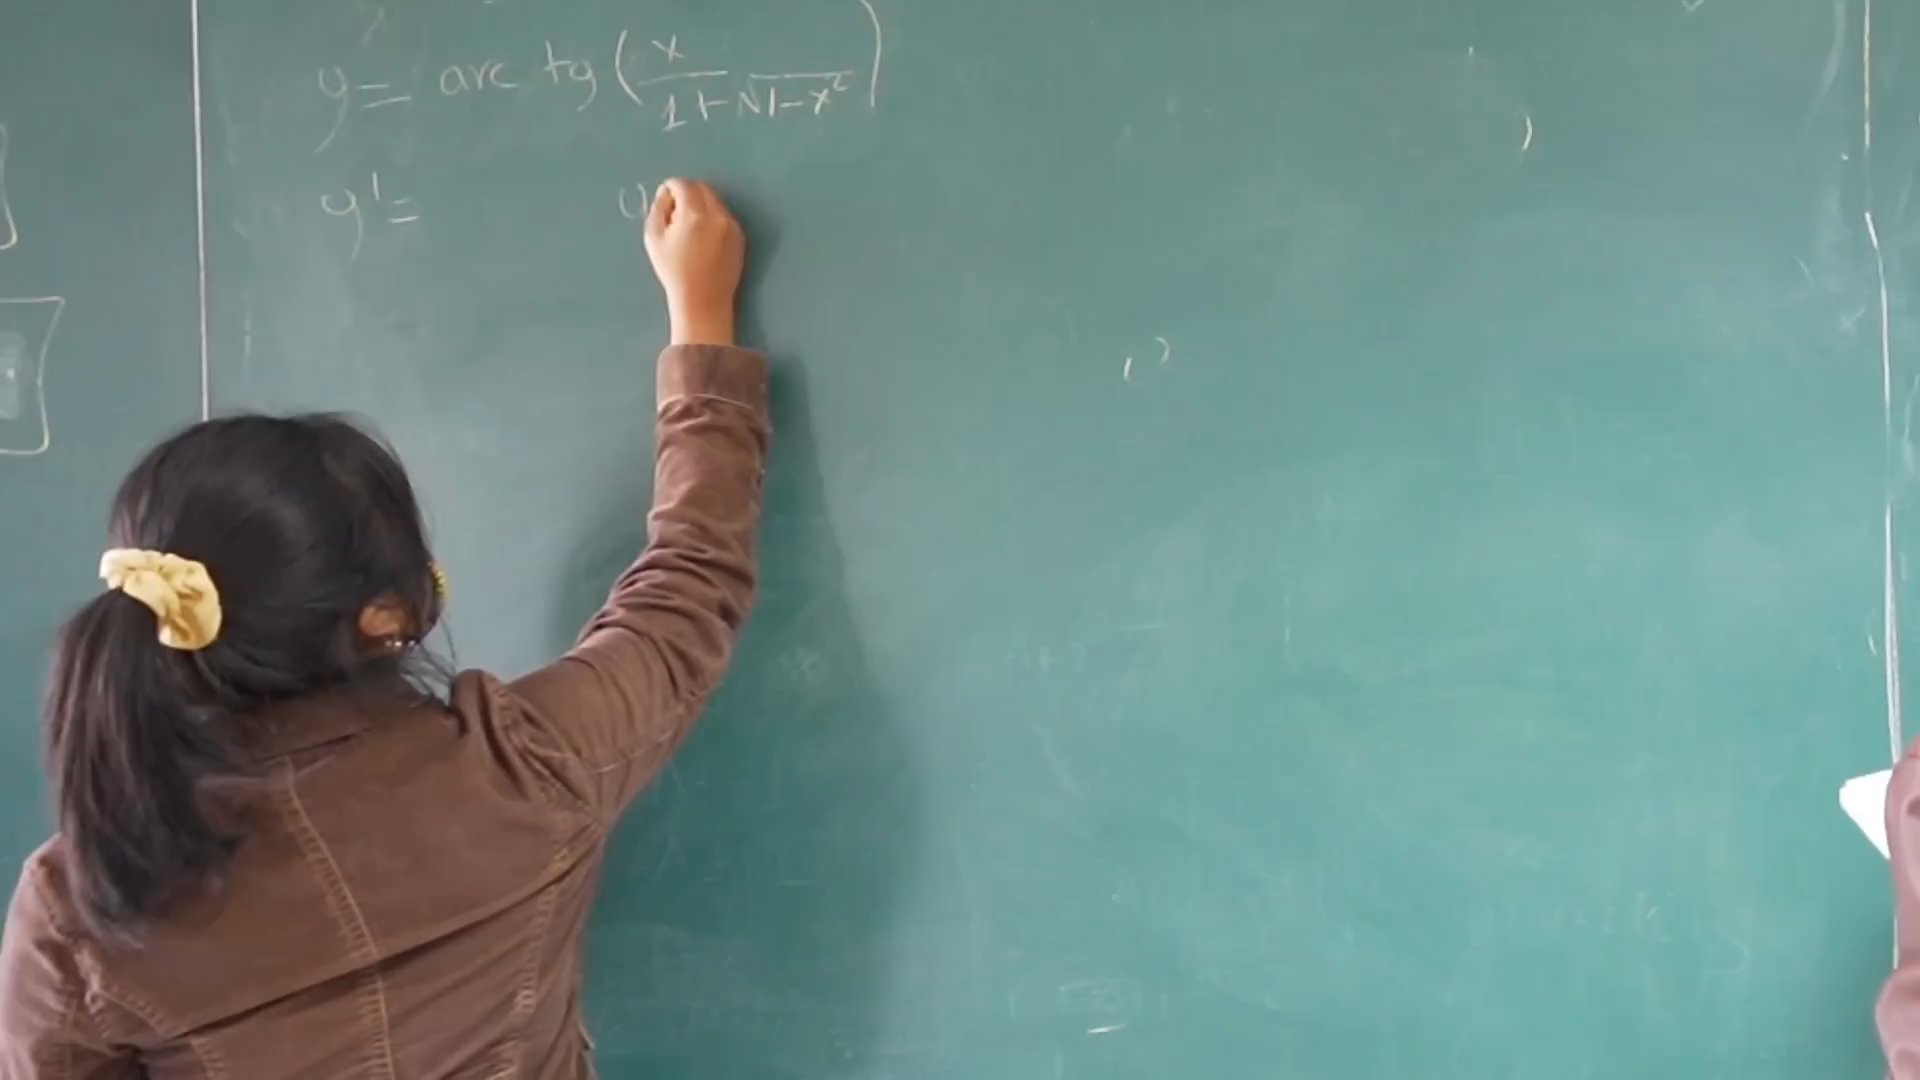 y = arc tg ( x / 1+√1-x² )
y' = y